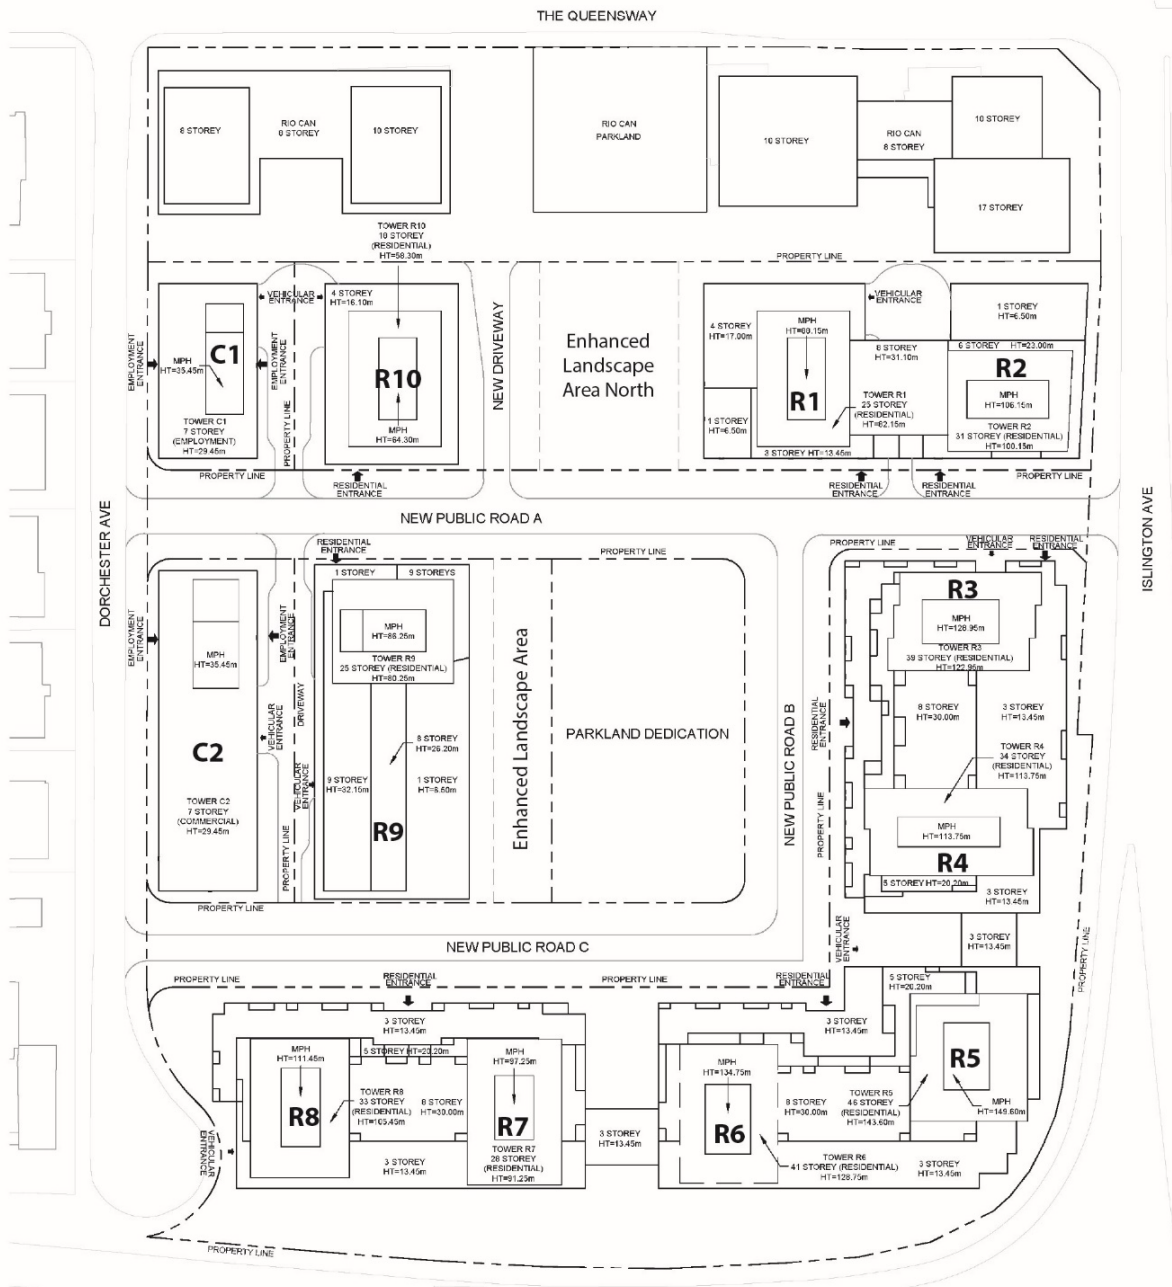 THE QUEENSWAY
8 STOREY
RIO CAN
8 STOREY
10 STOREY
RIO CAN
PARKLAND
10 STOREY
RIO CAN
8 STOREY
10 STOREY
17 STOREY
TOWER R10
18 STOREY
(RESIDENTIAL)
HT=58.30m
PROPERTY LINE
VEHICULAR
ENTRANCE
4 STOREY
HT=16.10m
EMPLOYMENT
ENTRANCE
MPH
HT=35.45m
C1
EMPLOYMENT
ENTRANCE
TOWER C1
7 STOREY
(EMPLOYMENT)
HT=29.45m
PROPERTY LINE
R10
MPH
HT=64.30m
NEW DRIVEWAY
Enhanced
Landscape
Area North
4 STOREY
HT=17.00m
MPH
HT=80.15m
R1
1 STOREY
HT=6.50m
3 STOREY HT=13.45m
VEHICULAR
ENTRANCE
8 STOREY
HT=31.10m
TOWER R1
25 STOREY
(RESIDENTIAL)
HT=82.15m
1 STOREY
HT=6.50m
6 STOREY HT=23.00m
R2
MPH
HT=106.15m
TOWER R2
31 STOREY (RESIDENTIAL)
HT=100.15m
PROPERTY LINE
RESIDENTIAL
ENTRANCE
RESIDENTIAL
ENTRANCE
RESIDENTIAL
ENTRANCE
PROPERTY LINE
NEW PUBLIC ROAD A
DORCHESTER AVE
ISLINGTON AVE
RESIDENTIAL
ENTRANCE
PROPERTY LINE
PROPERTY LINE
VEHICULAR
ENTRANCE
RESIDENTIAL
ENTRANCE
1 STOREY
9 STOREYS
EMPLOYMENT
ENTRANCE
MPH
HT=35.45m
EMPLOYMENT
ENTRANCE
MPH
HT=86.25m
TOWER R9
25 STOREY (RESIDENTIAL)
HT=80.25m
R3
MPH
HT=128.95m
TOWER R3
39 STOREY (RESIDENTIAL)
HT=122.95m
C2
VEHICULAR
ENTRANCE
DRIVEWAY
8 STOREY
HT=26.20m
9 STOREY
HT=32.15m
1 STOREY
HT=6.50m
VEHICULAR
ENTRANCE
R9
TOWER C2
7 STOREY
(COMMERCIAL)
HT=29.45m
PROPERTY LINE
Enhanced Landscape Area
PARKLAND DEDICATION
NEW PUBLIC ROAD B
RESIDENTIAL
ENTRANCE
PROPERTY LINE
8 STOREY
HT=30.00m
3 STOREY
HT=13.45m
TOWER R4
34 STOREY
(RESIDENTIAL)
HT=113.75m
MPH
HT=113.75m
R4
5 STOREY HT=20.20m
3 STOREY
HT=13.45m
PROPERTY LINE
NEW PUBLIC ROAD C
VEHICULAR
ENTRANCE
3 STOREY
HT=13.45m
PROPERTY LINE
PROPERTY LINE
RESIDENTIAL
ENTRANCE
PROPERTY LINE
RESIDENTIAL
ENTRANCE
5 STOREY
HT=20.20m
3 STOREY
HT=13.45m
3 STOREY
HT=13.45m
MPH
HT=111.45m
R8
5 STOREY HT=20.20m
TOWER R8
33 STOREY
(RESIDENTIAL)
HT=105.45m
8 STOREY
HT=30.00m
MPH
HT=97.25m
R7
TOWER R7
28 STOREY
(RESIDENTIAL)
HT=91.25m
3 STOREY
HT=13.45m
3 STOREY
HT=13.45m
MPH
HT=134.75m
R6
8 STOREY
HT=30.00m
TOWER R5
46 STOREY
(RESIDENTIAL)
HT=143.60m
R5
MPH
HT=149.60m
TOWER R6
41 STOREY (RESIDENTIAL)
HT=128.75m
3 STOREY
HT=13.45m
VEHICULAR
ENTRANCE
PROPERTY LINE